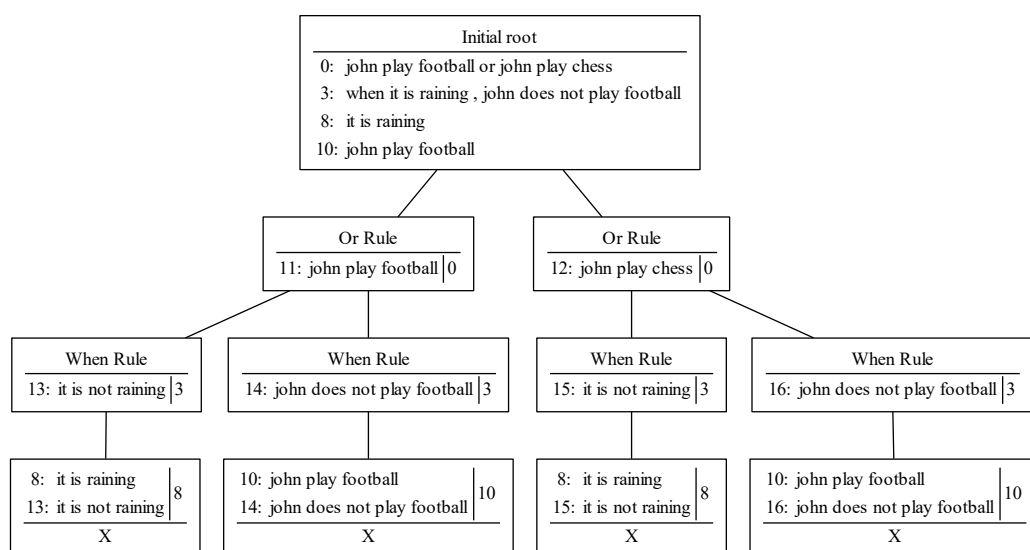 Initial root
0: john play football or john play chess
3: when it is raining , john does not play football
8: it is raining
10: john play football
Or Rule
11: john play football 0
Or Rule
12: john play chess 0
When Rule
13: it is not raining 3
When Rule
14: john does not play football 3
When Rule
15: it is not raining 3
When Rule
16: john does not play football 3
8: it is raining
13: it is not raining
8
X
10: john play football
14: john does not play football
10
X
8: it is raining
15: it is not raining
8
X
10: john play football
16: john does not play football
10
X